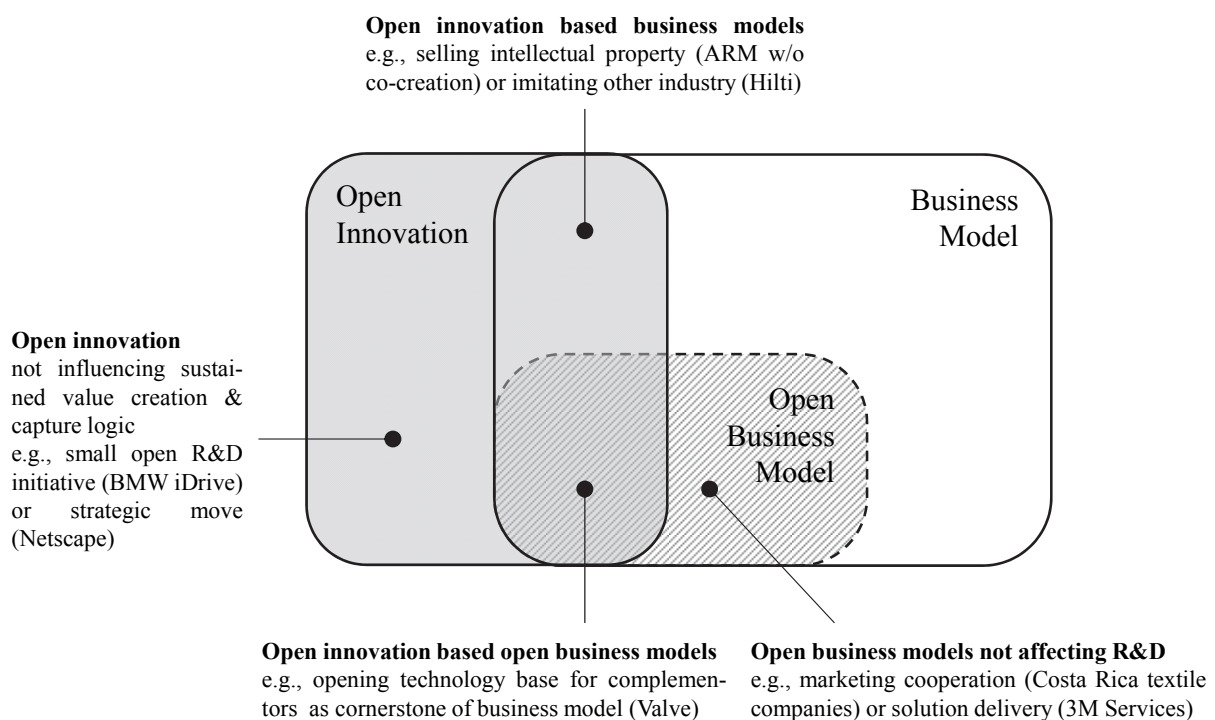 Open innovation based business models
e.g., selling intellectual property (ARM w/o
co-creation) or imitating other industry (Hilti)
Open
Innovation
Business
Model
Open innovation
not influencing sustai-
ned value creation &
capture logic
e.g., small open R&D
initiative (BMW iDrive)
or strategic move
(Netscape)
Open
Business
Model
Open innovation based open business models
e.g., opening technology base for complemen-
tors as cornerstone of business model (Valve)
Open business models not affecting R&D
e.g., marketing cooperation (Costa Rica textile
companies) or solution delivery (3M Services)